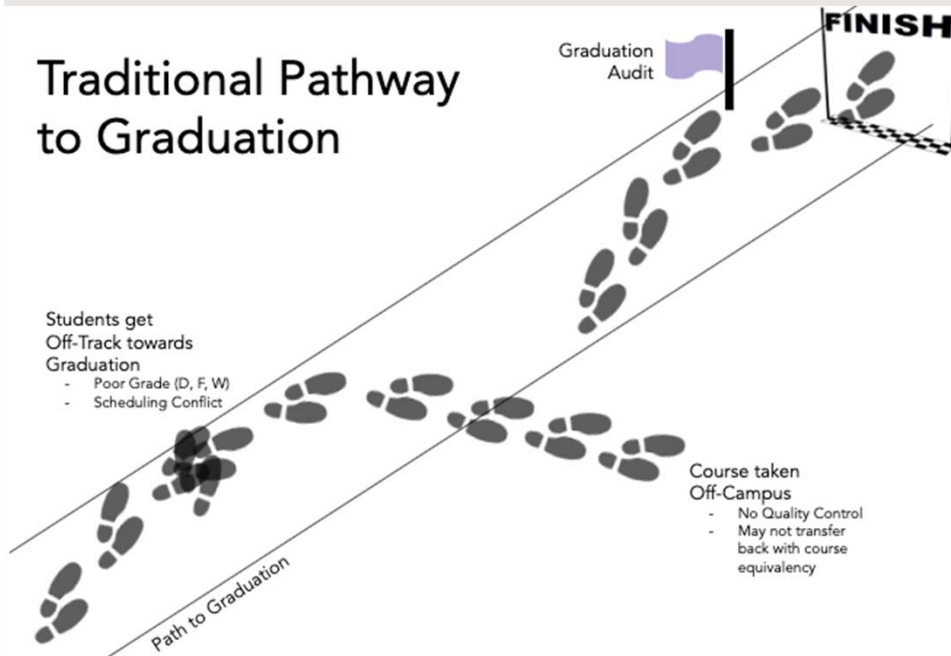 Traditional Pathway
to Graduation
Graduation
Audit
FINISH
Students get
Off-Track towards
Graduation
- Poor Grade (D, F, W)
- Scheduling Conflict
Course taken
Off-Campus
- No Quality Control
- May not transfer
back with course
equivalency
Path to Graduation